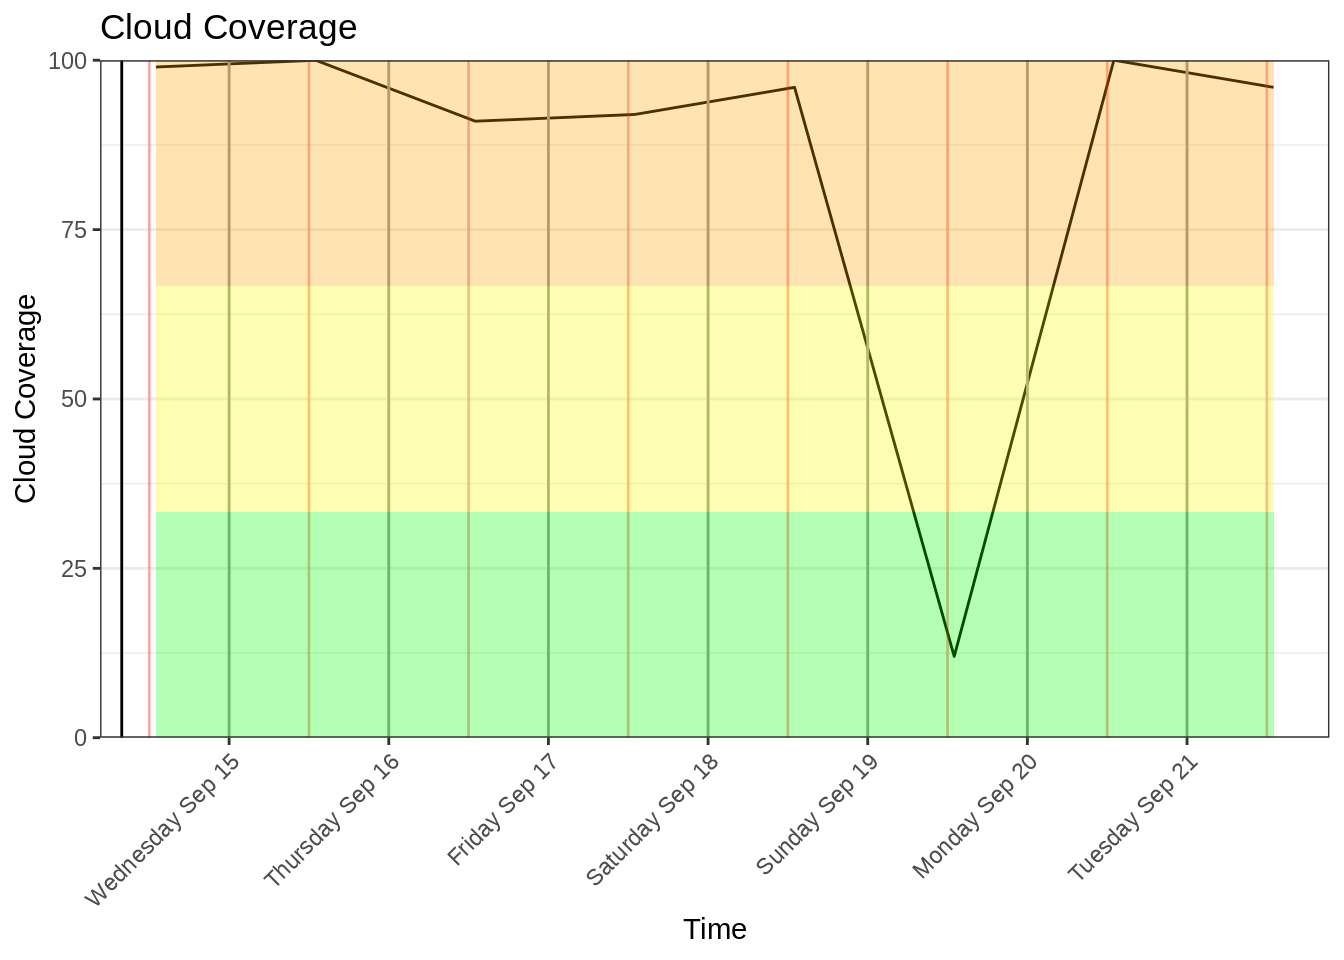 Cloud Coverage
100
75
50
25
0
Cloud Coverage
Wednesday Sep 15
Thursday Sep 16
Friday Sep 17
Saturday Sep 18
Sunday Sep 19
Monday Sep 20
Tuesday Sep 21
Time